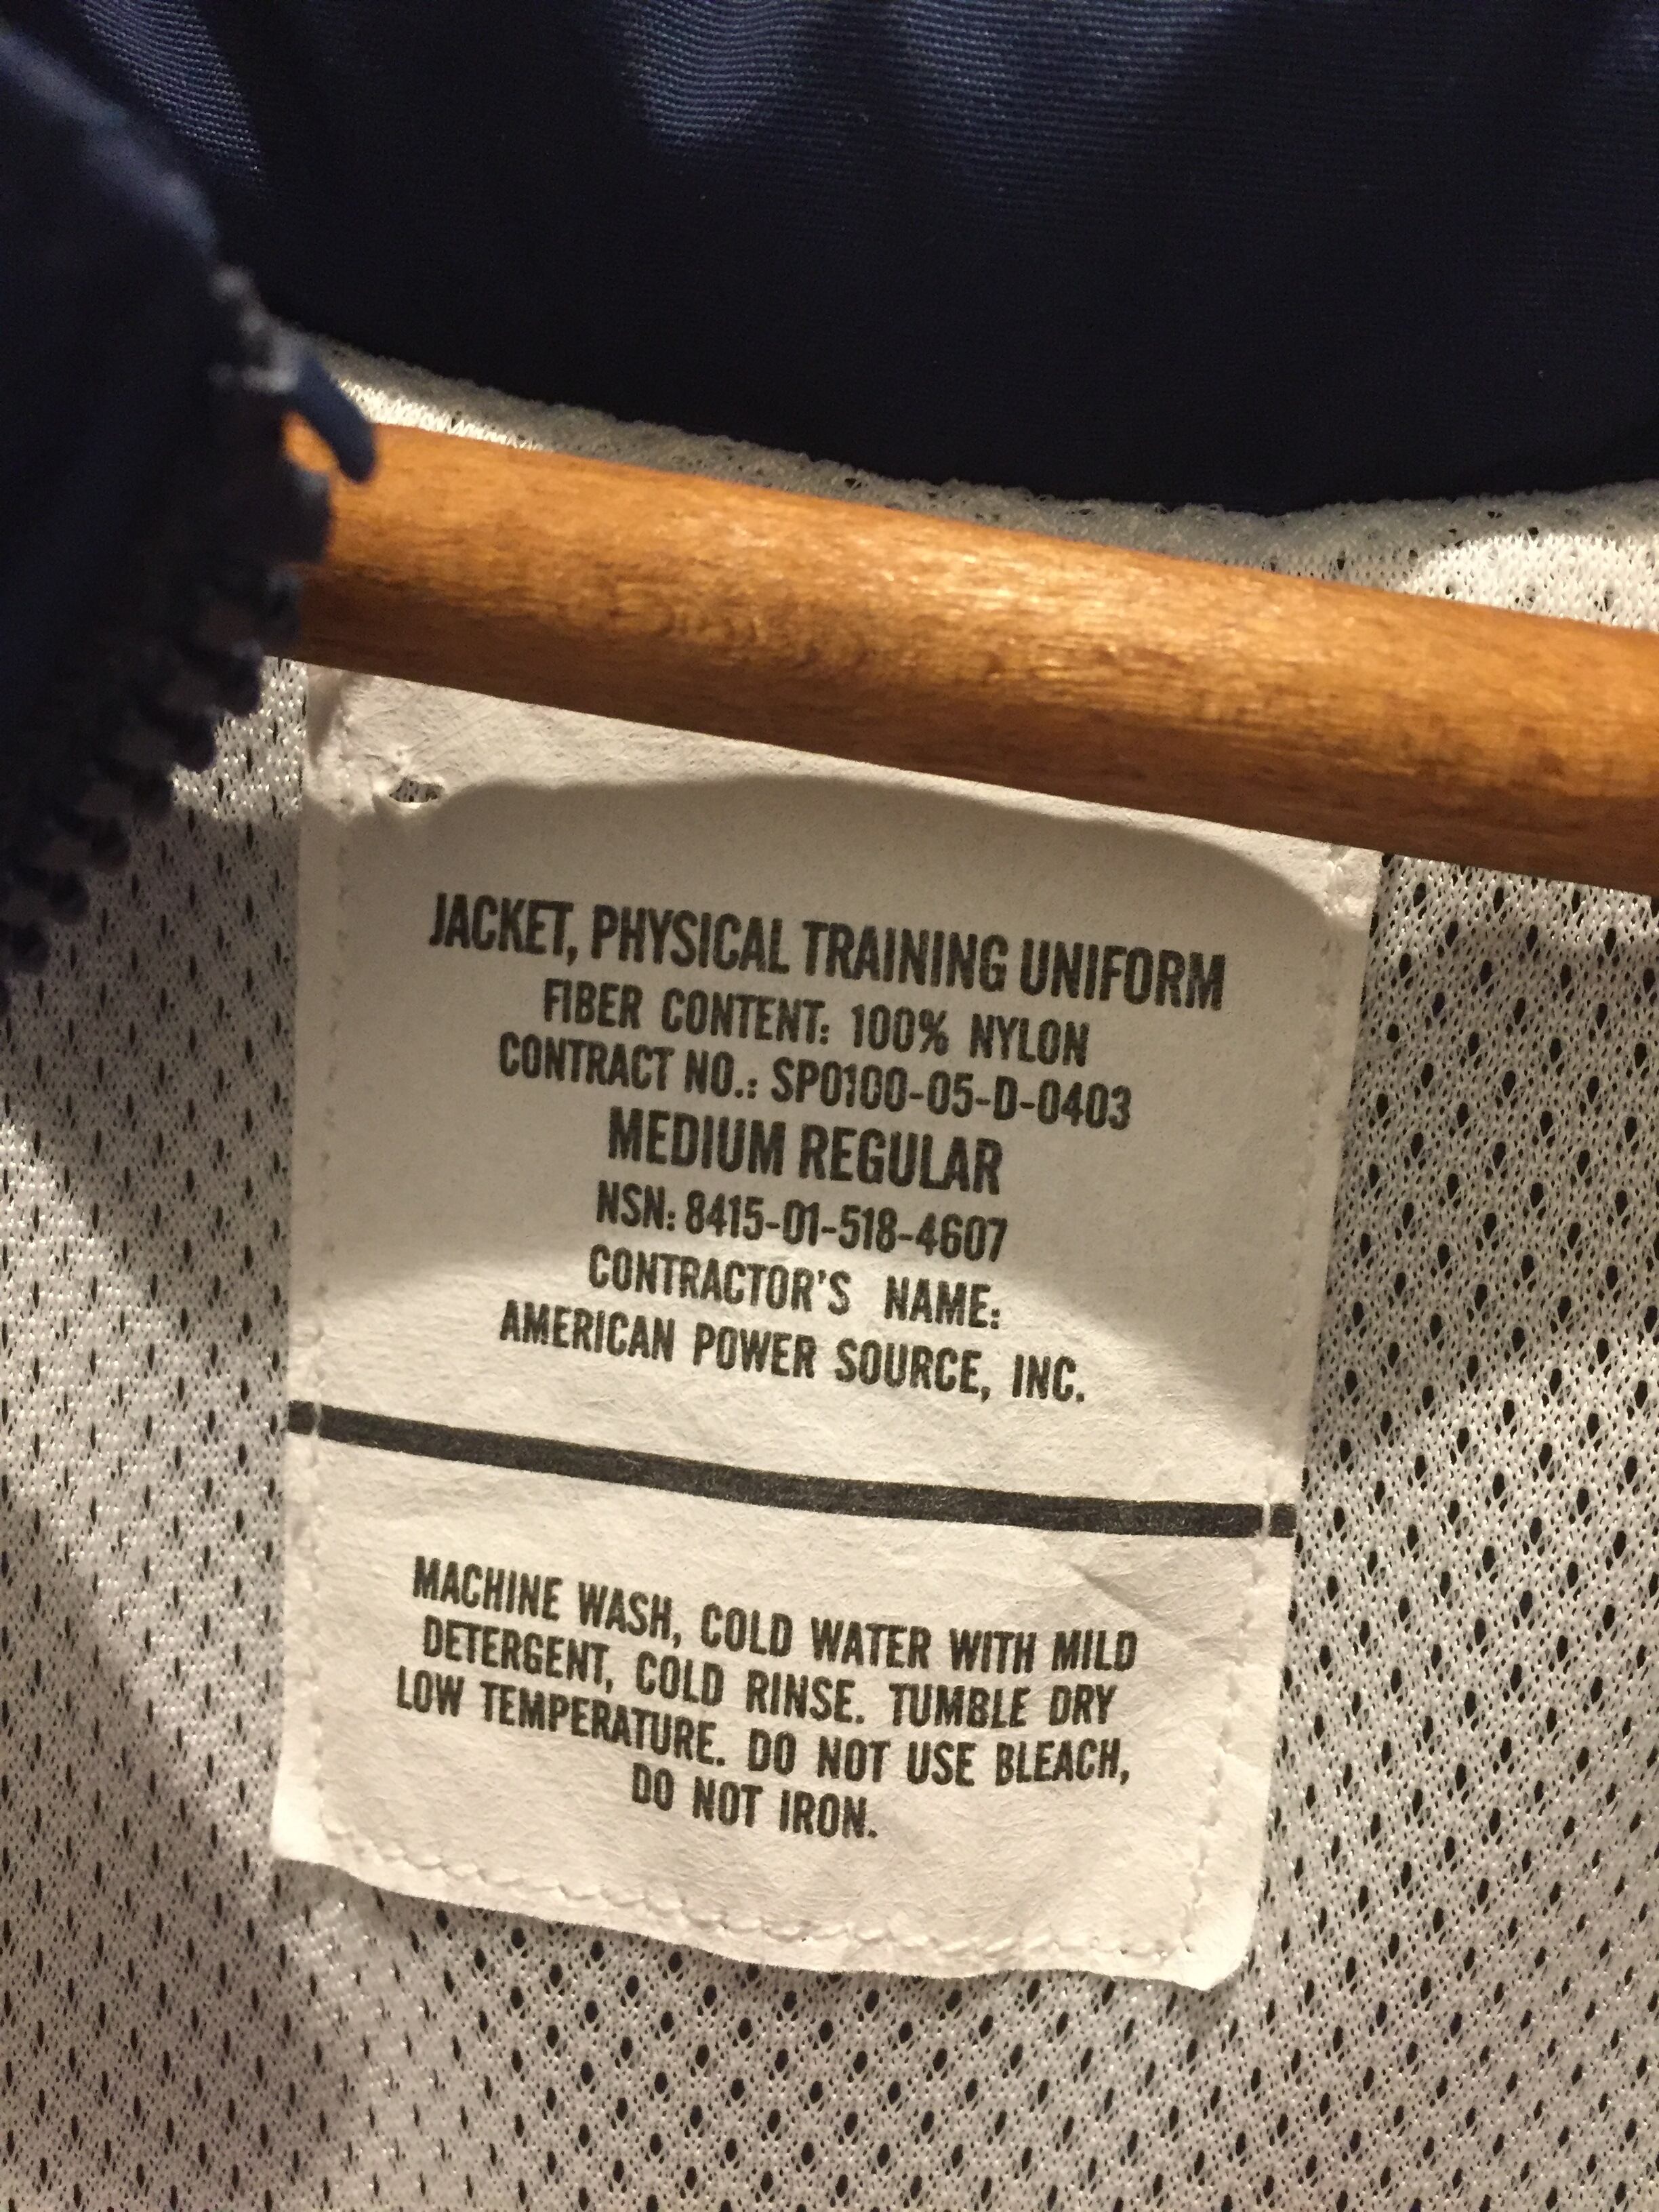 JACKET, PHYSICAL TRAINING UNIFORM
FIBER CONTENT: 100% NYLON
CONTRACT NO.: SP0100-05-D-0403
MEDIUM REGULAR
NSN: 8415-01-518-4607
CONTRACTOR'S NAME:
AMERICAN POWER SOURCE, INC.
MACHINE WASH, COLD WATER WITH MILD
DETERGENT, COLD RINSE. TUMBLE DRY
LOW TEMPERATURE. DO NOT USE BLEACH,
DO NOT IRON.